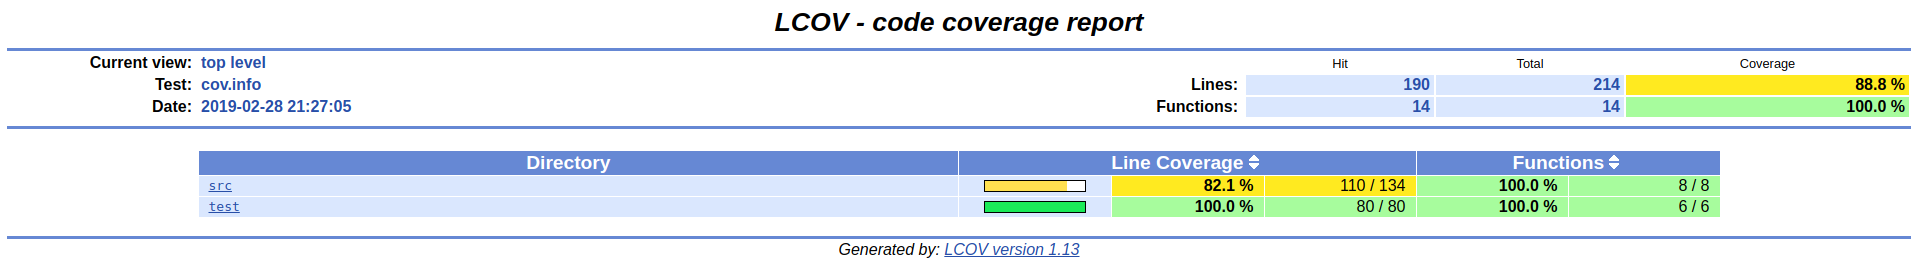 LCOV - code coverage report
Current view: top level
Hit Total Coverage
Test: cov.info Lines: 190 214 88.8 %
Date: 2019-02-28 21:27:05 Functions: 14 14 100.0 %
Directory Line Coverage Functions
src 82.1 % 110 / 134 100.0 % 8 / 8
test 100.0 % 80 / 80 100.0 % 6 / 6
Generated by: LCOV version 1.13